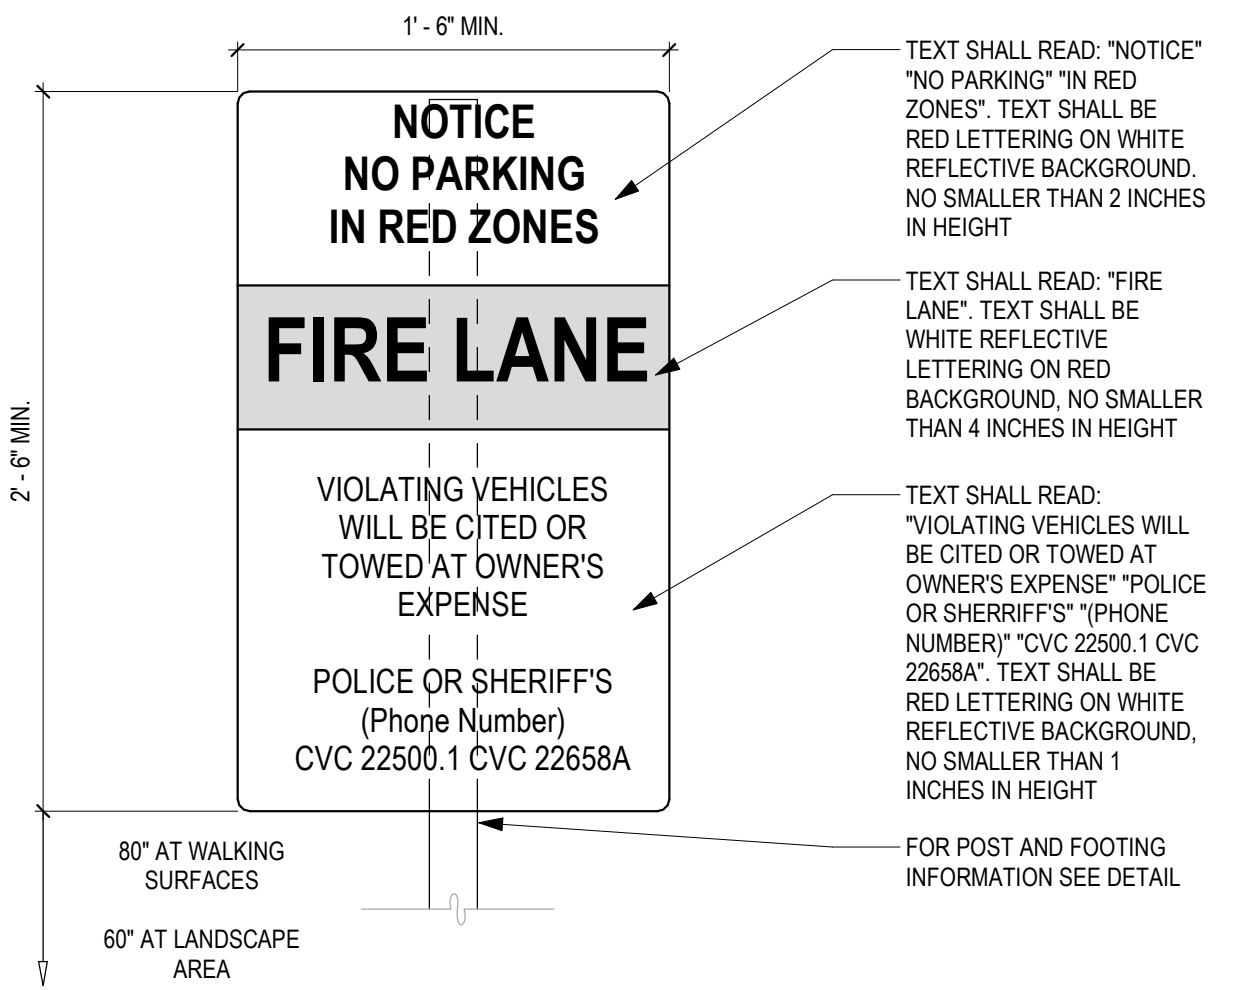 1' - 6" MIN.
2' - 6" MIN.
NOTICE
NO PARKING
IN RED ZONES
FIRE LANE
VIOLATING VEHICLES
WILL BE CITED OR
TOWED AT OWNER'S
EXPENSE
POLICE OR SHERIFF'S
(Phone Number)
CVC 22500.1 CVC 22658A
80" AT WALKING
SURFACES
60" AT LANDSCAPE
AREA
TEXT SHALL READ: "NOTICE"
"NO PARKING" "IN RED
ZONES". TEXT SHALL BE
RED LETTERING ON WHITE
REFLECTIVE BACKGROUND.
NO SMALLER THAN 2 INCHES
IN HEIGHT
TEXT SHALL READ: "FIRE
LANE". TEXT SHALL BE
WHITE REFLECTIVE
LETTERING ON RED
BACKGROUND, NO SMALLER
THAN 4 INCHES IN HEIGHT
TEXT SHALL READ:
"VIOLATING VEHICLES WILL
BE CITED OR TOWED AT
OWNER'S EXPENSE" "POLICE
OR SHERRIFF'S" "(PHONE
NUMBER)" "CVC 22500.1 CVC
22658A". TEXT SHALL BE
RED LETTERING ON WHITE
REFLECTIVE BACKGROUND,
NO SMALLER THAN 1
INCHES IN HEIGHT
FOR POST AND FOOTING
INFORMATION SEE DETAIL